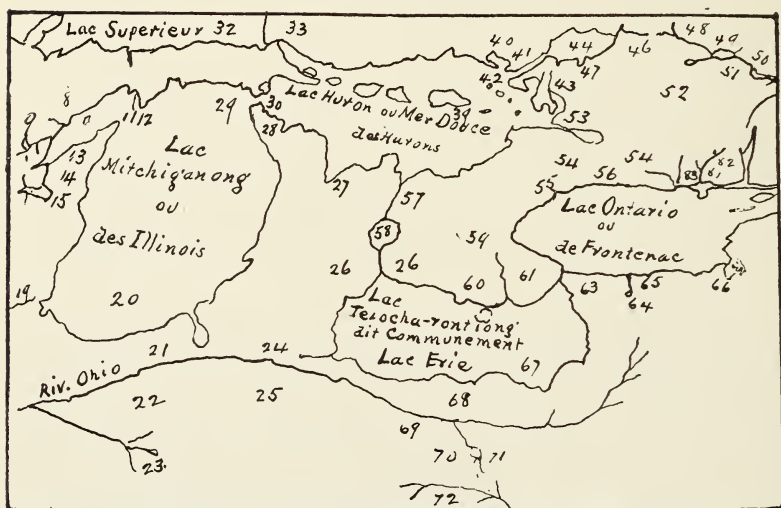 Lac Superieur 32 33
40 41 44 46 48 49 50
42 43 47 51 52
8 9 11 12 29 30
Lac Huron ou Mer Douce
39
des Hurons
53
28
13 14 15
Lac
Mitchiganong
ou
des Illinois
27
57
58
54 54 56 55
83 81 82
Lac Ontario
ou
de Frontenac
59
26 26
60 61
63 64 65 66
19 20
Lac
Teiocha-rontiong
dit Communement
Lac Erie
67
21 24
Riv. Ohio
22 25
68
69
23
70 71
72